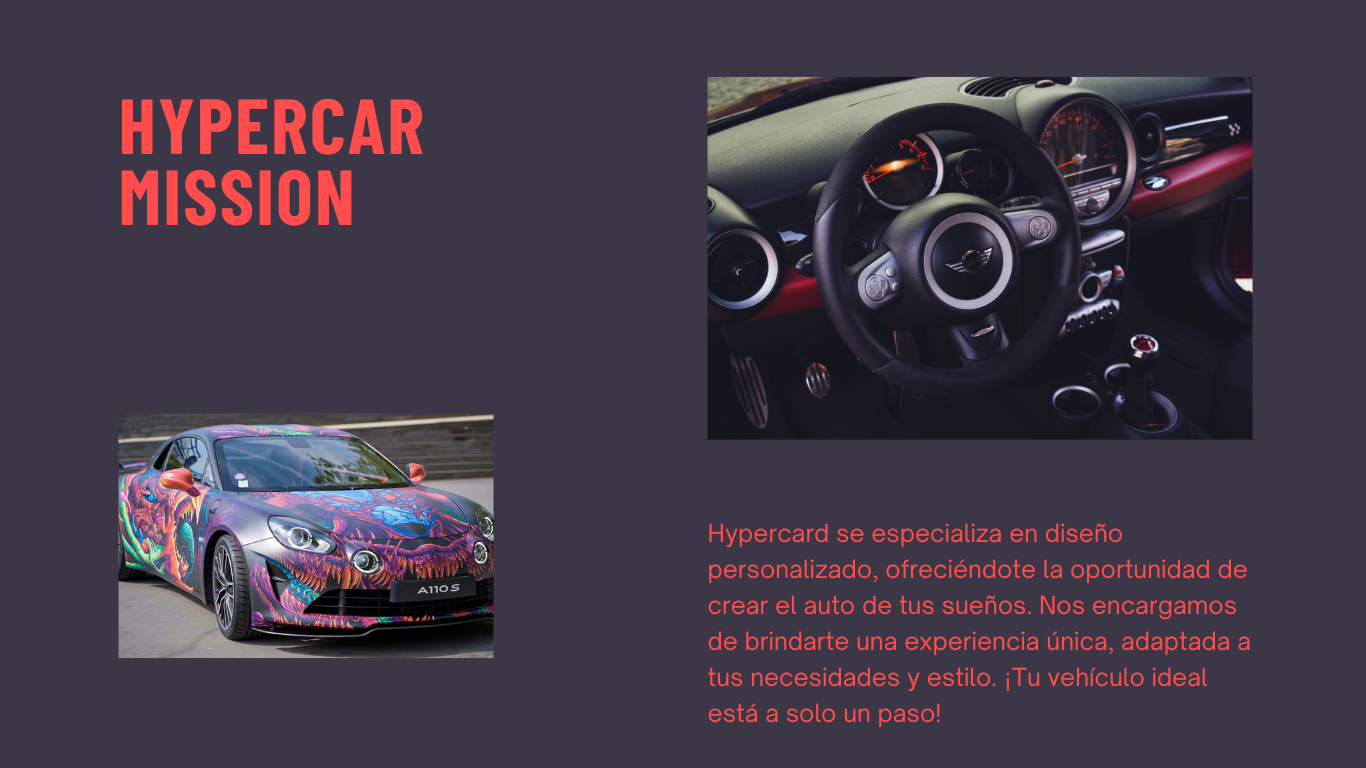 HYPERCAR
MISSION
A110 S
Hypercard se especializa en diseño
personalizado, ofreciéndote la oportunidad de
crear el auto de tus sueños. Nos encargamos
de brindarte una experiencia única, adaptada a
tus necesidades y estilo. ¡Tu vehículo ideal
está a solo un paso!